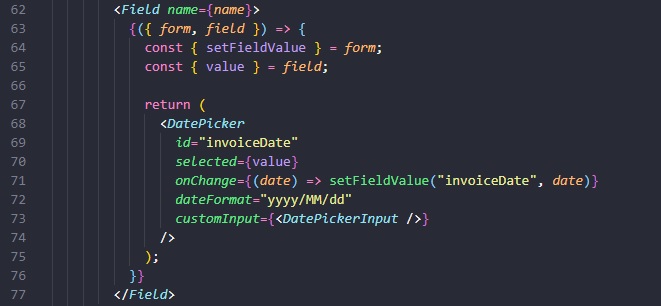 62 <Field name={name}>
63 {({ form, field }) => {
64 const { setFieldValue } = form;
65 const { value } = field;
66
67 return (
68 <DatePicker
69 id="invoiceDate"
70 selected={value}
71 onChange={(date) => setFieldValue("invoiceDate", date)}
72 dateFormat="yyyy/MM/dd"
73 customInput={<DatePickerInput />}
74 />
75 );
76 }}
77 </Field>